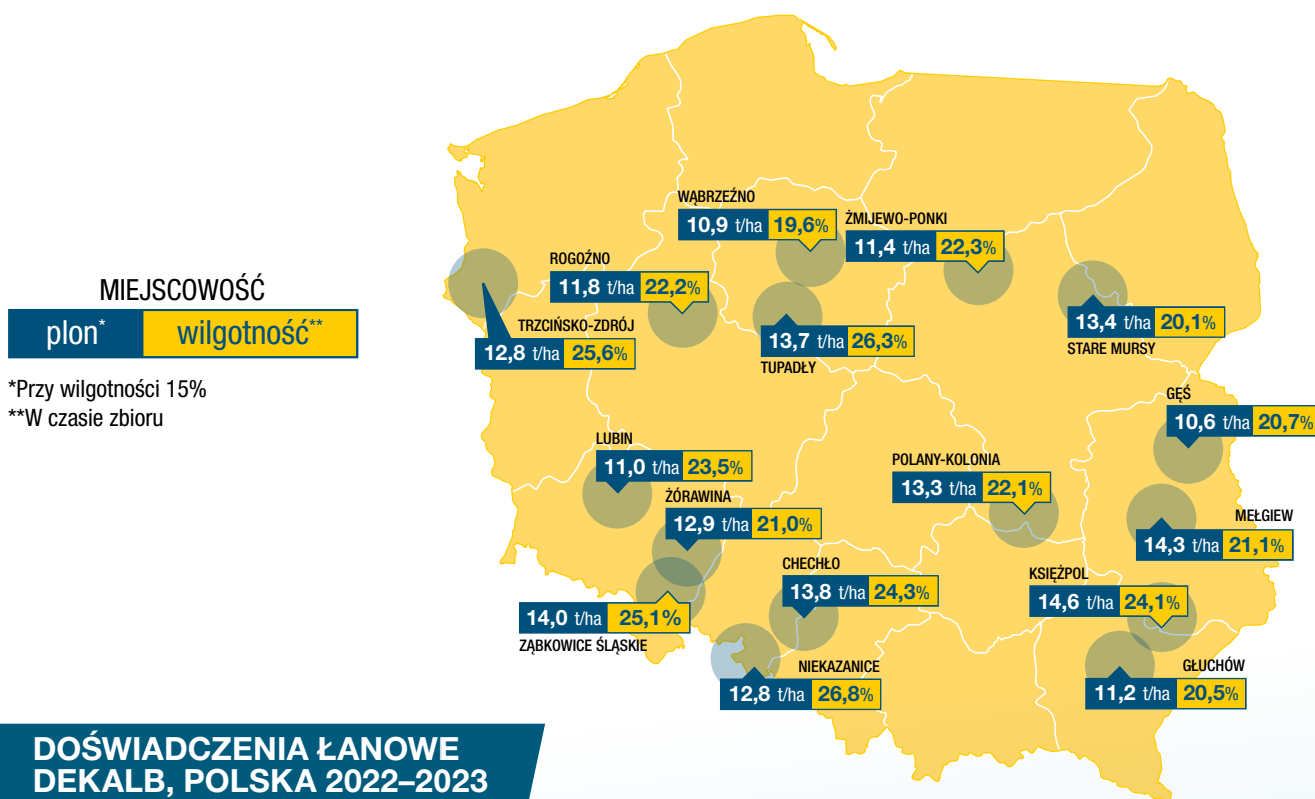 MIEJSCOWOŚĆ
plon* wilgotność**
*Przy wilgotności 15%
**W czasie zbioru
WĄBRZEŹNO
10,9 t/ha 19,6%
ŻMIJEWO-PONKI
11,4 t/ha 22,3%
ROGOŹNO
11,8 t/ha 22,2%
TRZCIŃSKO-ZDRÓJ
12,8 t/ha 25,6%
13,7 t/ha 26,3%
TUPADŁY
13,4 t/ha 20,1%
STARE MURSY
GĘŚ
10,6 t/ha 20,7%
LUBIN
11,0 t/ha 23,5%
POLANY-KOLONIA
13,3 t/ha 22,1%
ŻÓRAWINA
12,9 t/ha 21,0%
MEŁGIEW
14,3 t/ha 21,1%
CHECHŁO
13,8 t/ha 24,3%
KSIĘŻPOL
14,6 t/ha 24,1%
14,0 t/ha 25,1%
ZĄBKOWICE ŚLĄSKIE
NIEKAZANICE
12,8 t/ha 26,8%
GŁUCHÓW
11,2 t/ha 20,5%
DOŚWIADCZENIA ŁANOWE
DEKALB, POLSKA 2022–2023